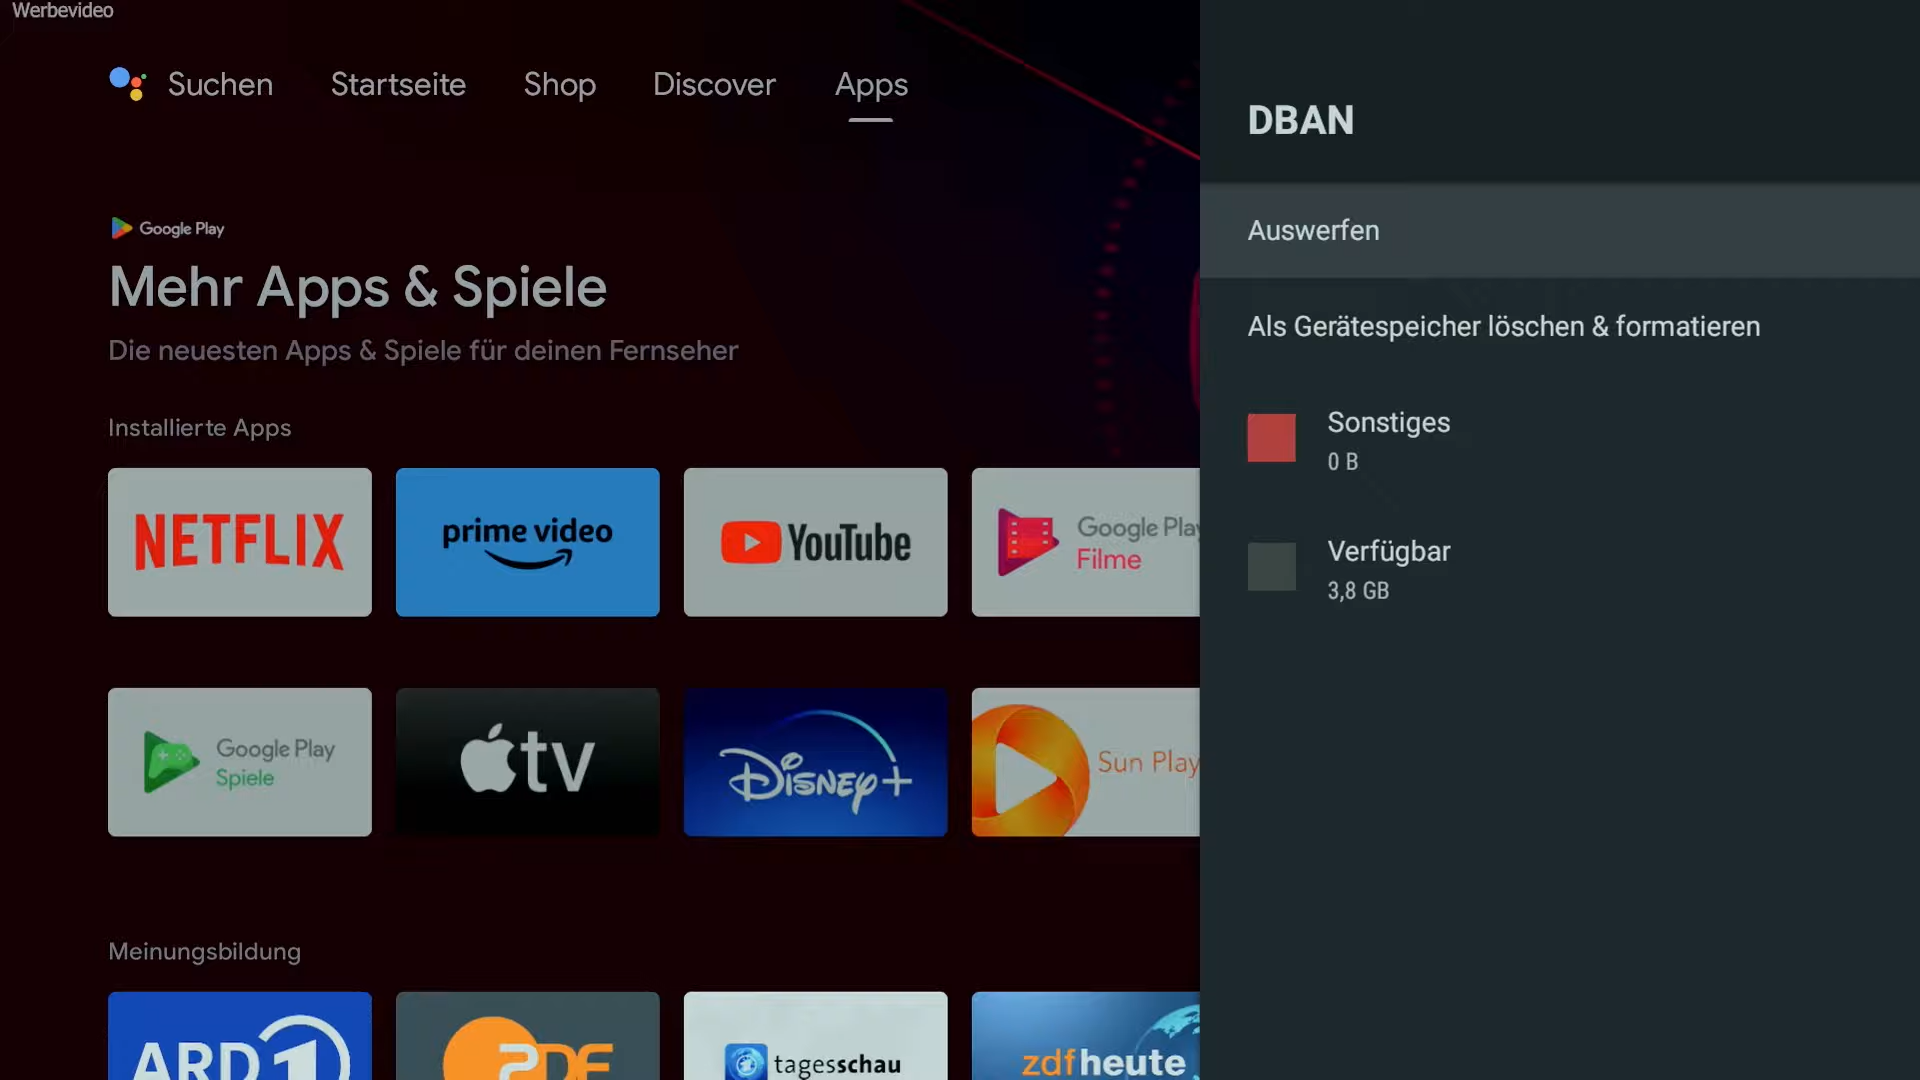 Werbevideo
Suchen Startseite Shop Discover Apps
Google Play
Mehr Apps & Spiele
Die neuesten Apps & Spiele für deinen Fernseher
Installierte Apps
NETFLIX
prime video
YouTube
Google Play
Filme
Google Play
Spiele
tv
Disney+
Sun Play
Meinungsbildung
ARD 1
ZDF
tagesschau
zdfheute
DBAN
Auswerfen
Als Gerätespeicher löschen & formatieren
Sonstiges
0 B
Verfügbar
3,8 GB